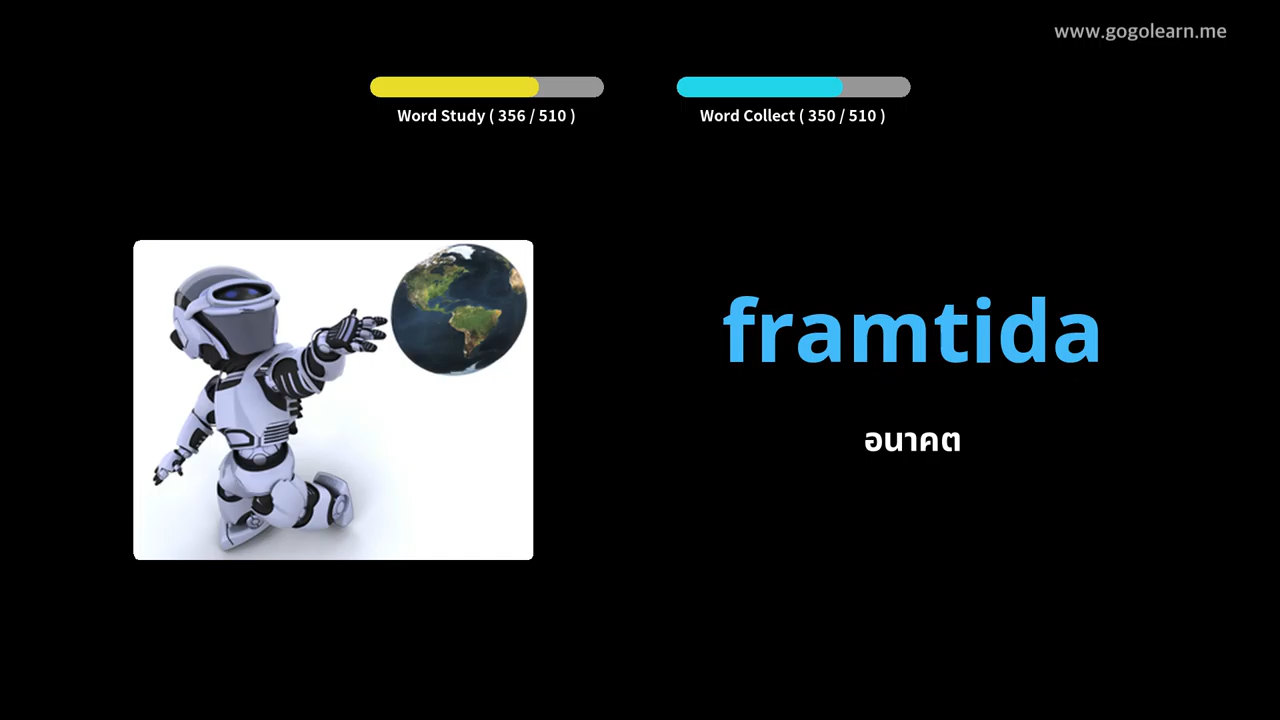 www.gogolearn.me
Word Study ( 356 / 510 )
Word Collect ( 350 / 510 )
framtida
อนาคต